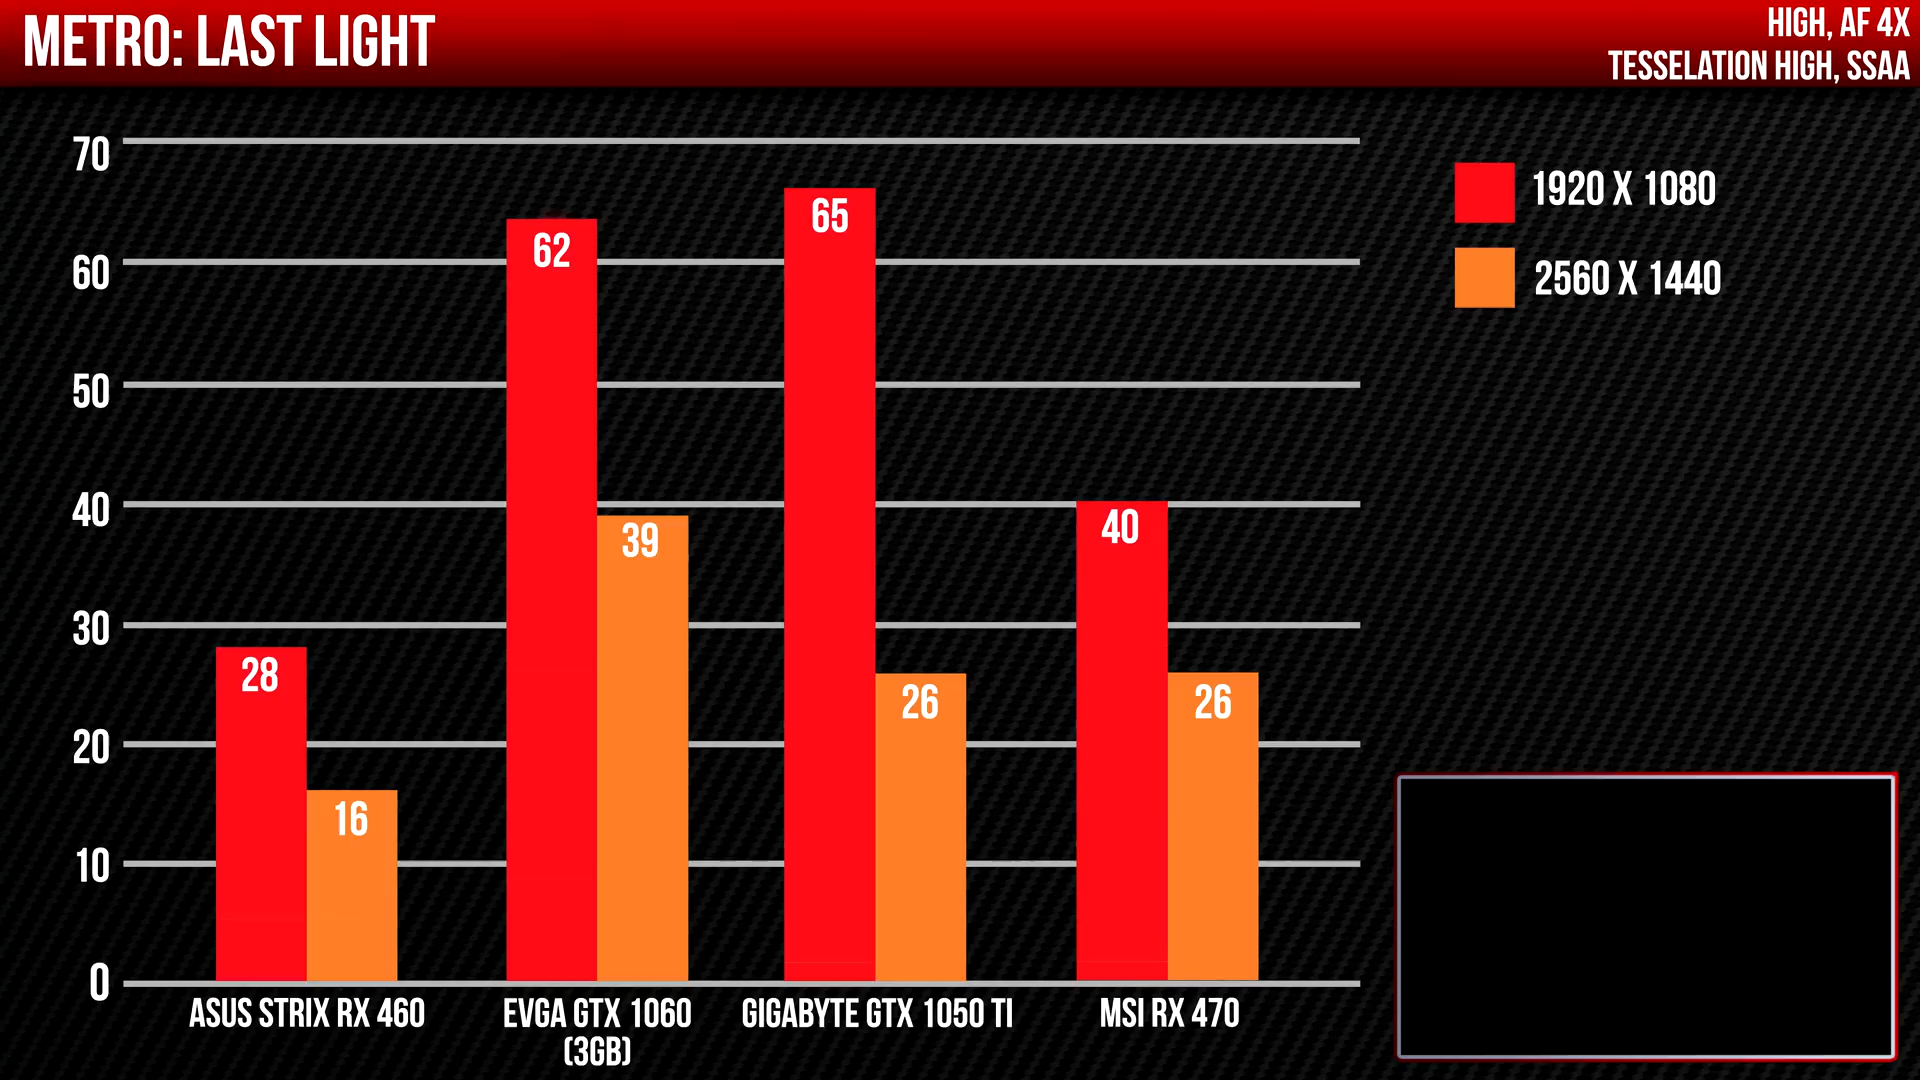 METRO: LAST LIGHT
HIGH, AF 4X
TESSELATION HIGH, SSAA
70
60
50
40
30
20
10
0
62
65
39
40
28
26
26
16
1920 X 1080
2560 X 1440
ASUS STRIX RX 460
EVGA GTX 1060
(3GB)
GIGABYTE GTX 1050 TI
MSI RX 470